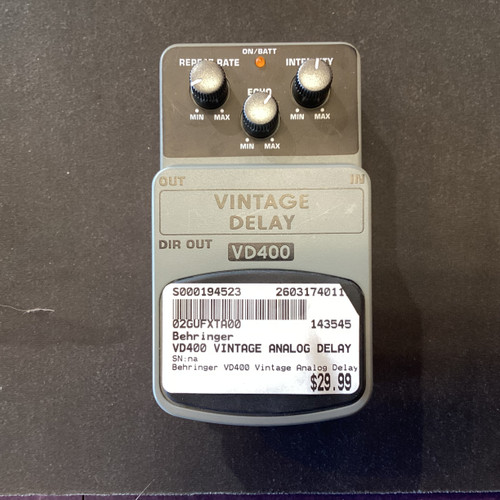 ON/BATT
REPEAT RATE
INTENSITY
ECHO
MIN MAX
MIN MAX
MIN MAX
OUT
IN
VINTAGE
DELAY
DIR OUT
VD400
S000194523 2603174011
02GUFXTA00 143545
Behringer
VD400 VINTAGE ANALOG DELAY
SN:na
Behringer VD400 Vintage Analog Delay
$29.99